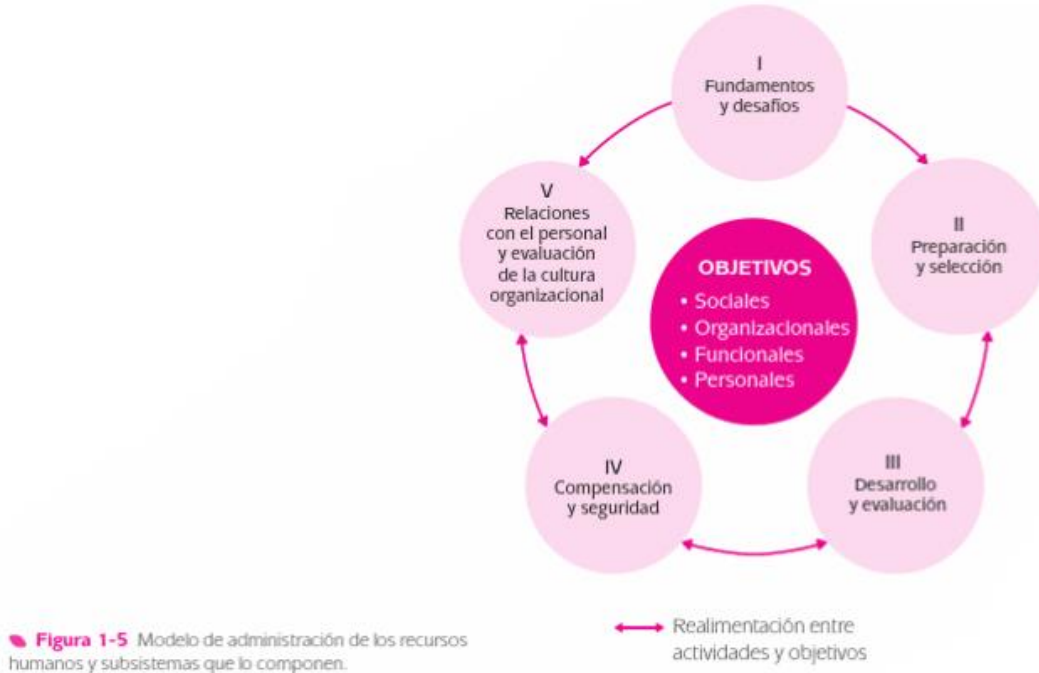 I
Fundamentos
y desafíos
V
Relaciones
con el personal
y evaluación
de la cultura
organizacional
II
Preparación
y selección
OBJETIVOS
• Sociales
• Organizacionales
• Funcionales
• Personales
IV
Compensación
y seguridad
III
Desarrollo
y evaluación
Figura 1-5 Modelo de administración de los recursos
humanos y subsistemas que lo componen.
Realimentación entre
actividades y objetivos